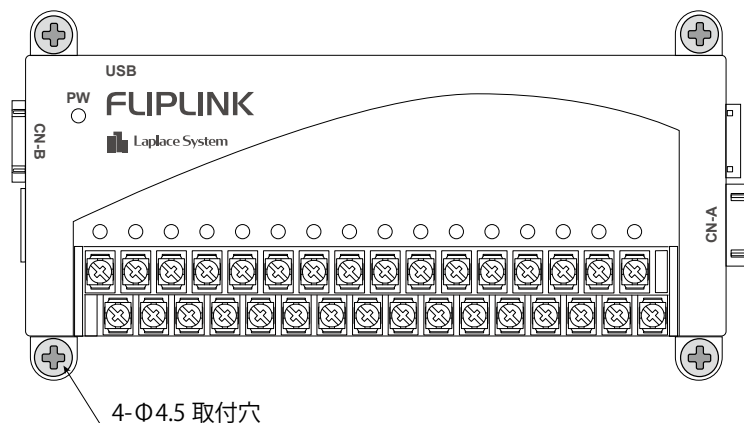 USB
PW
FLIPLINK
Laplace System
CN-B
CN-A
4-Φ4.5 取付穴